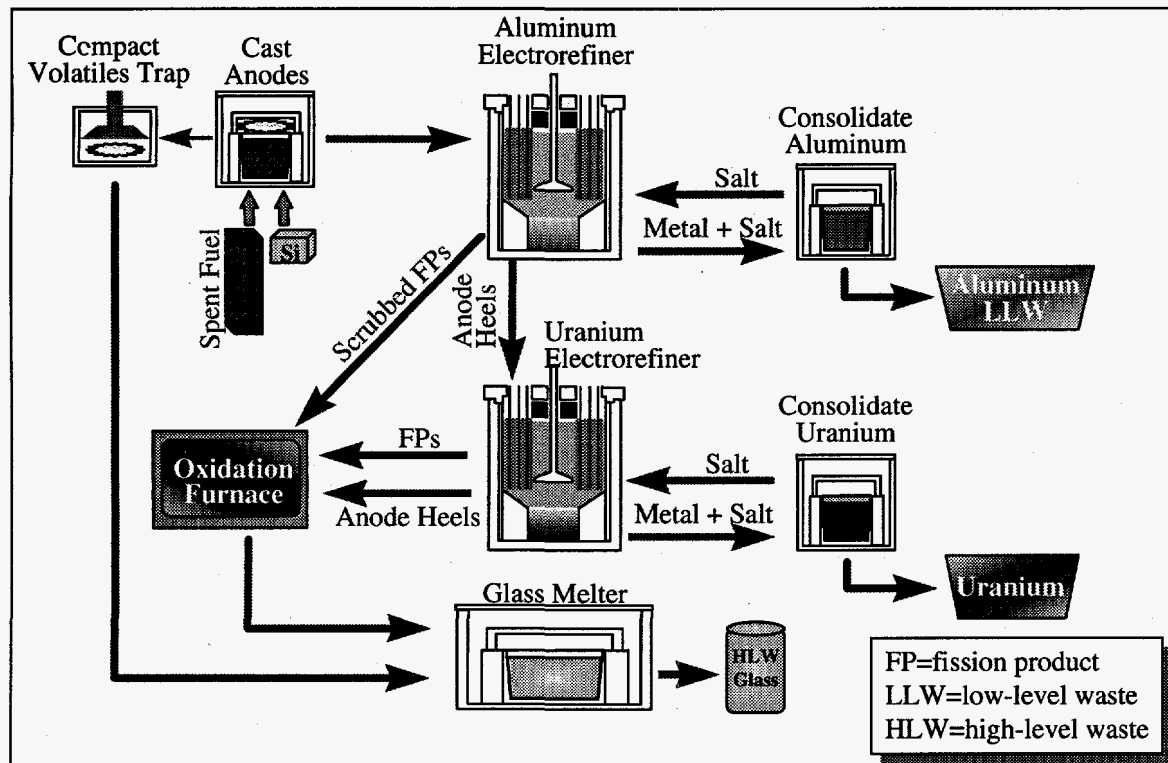 Compact
Volatiles Trap
Cast
Anodes
Aluminum
Electrorefiner
Consolidate
Aluminum
Salt
Metal + Salt
Si
Spent Fuel
Aluminum
LLW
Scrubbed FPs
Anode
Heels
Uranium
Electrorefiner
Consolidate
Uranium
FPs
Salt
Oxidation
Furnace
Anode Heels
Metal + Salt
Uranium
Glass Melter
HLW
Glass
FP=fission product
LLW=low-level waste
HLW=high-level waste